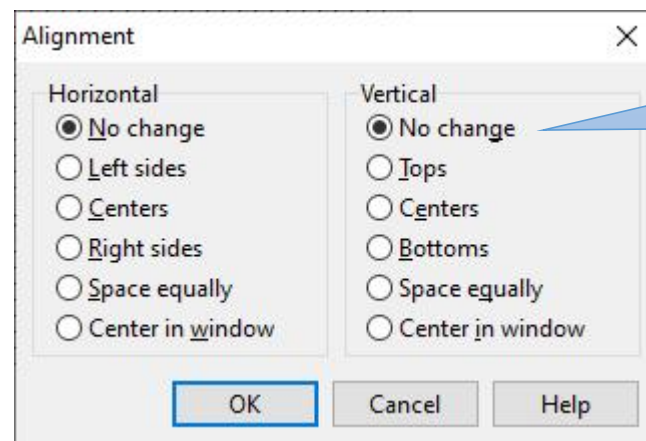 Alignment
Horizontal
No change
Left sides
Centers
Right sides
Space equally
Center in window
Vertical
No change
Tops
Centers
Bottoms
Space equally
Center in window
OK
Cancel
Help